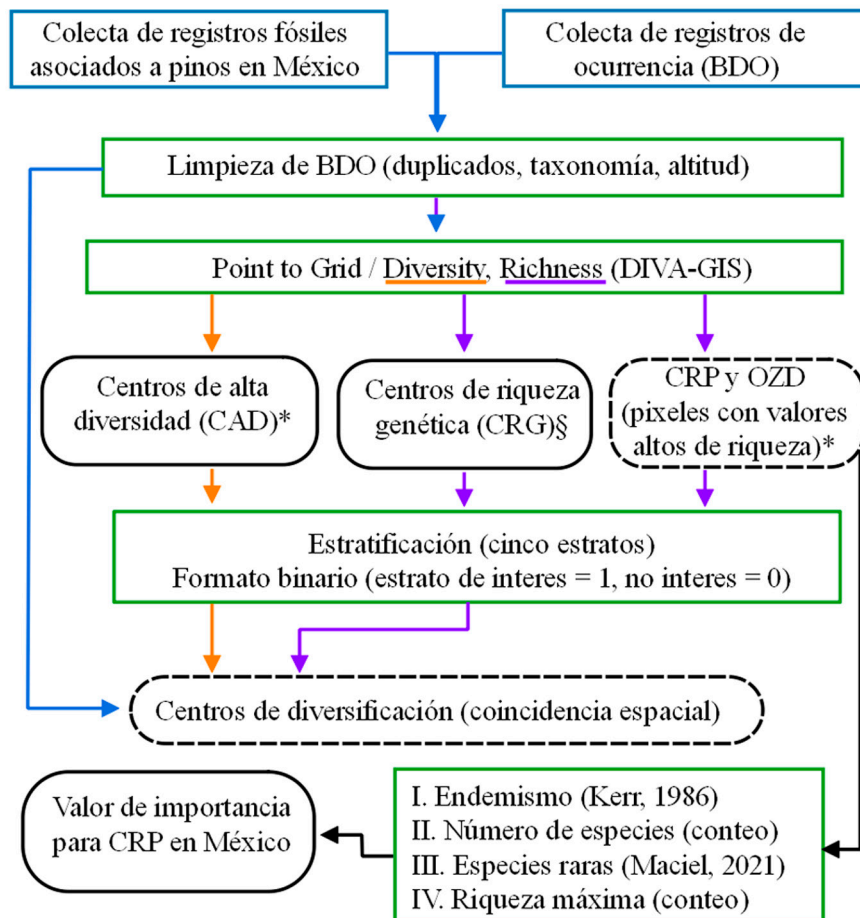 Colecta de registros fósiles
asociados a pinos en México
Colecta de registros de
ocurrencia (BDO)
Limpieza de BDO (duplicados, taxonomía, altitud)
Point to Grid / Diversity, Richness (DIVA-GIS)
Centros de alta
diversidad (CAD)*
Centros de riqueza
genética (CRG)§
CRP y OZD
(pixeles con valores
altos de riqueza)*
Estratificación (cinco estratos)
Formato binario (estrato de interes = 1, no interes = 0)
Centros de diversificación (coincidencia espacial)
Valor de importancia
para CRP en México
I. Endemismo (Kerr, 1986)
II. Número de especies (conteo)
III. Especies raras (Maciel, 2021)
IV. Riqueza máxima (conteo)